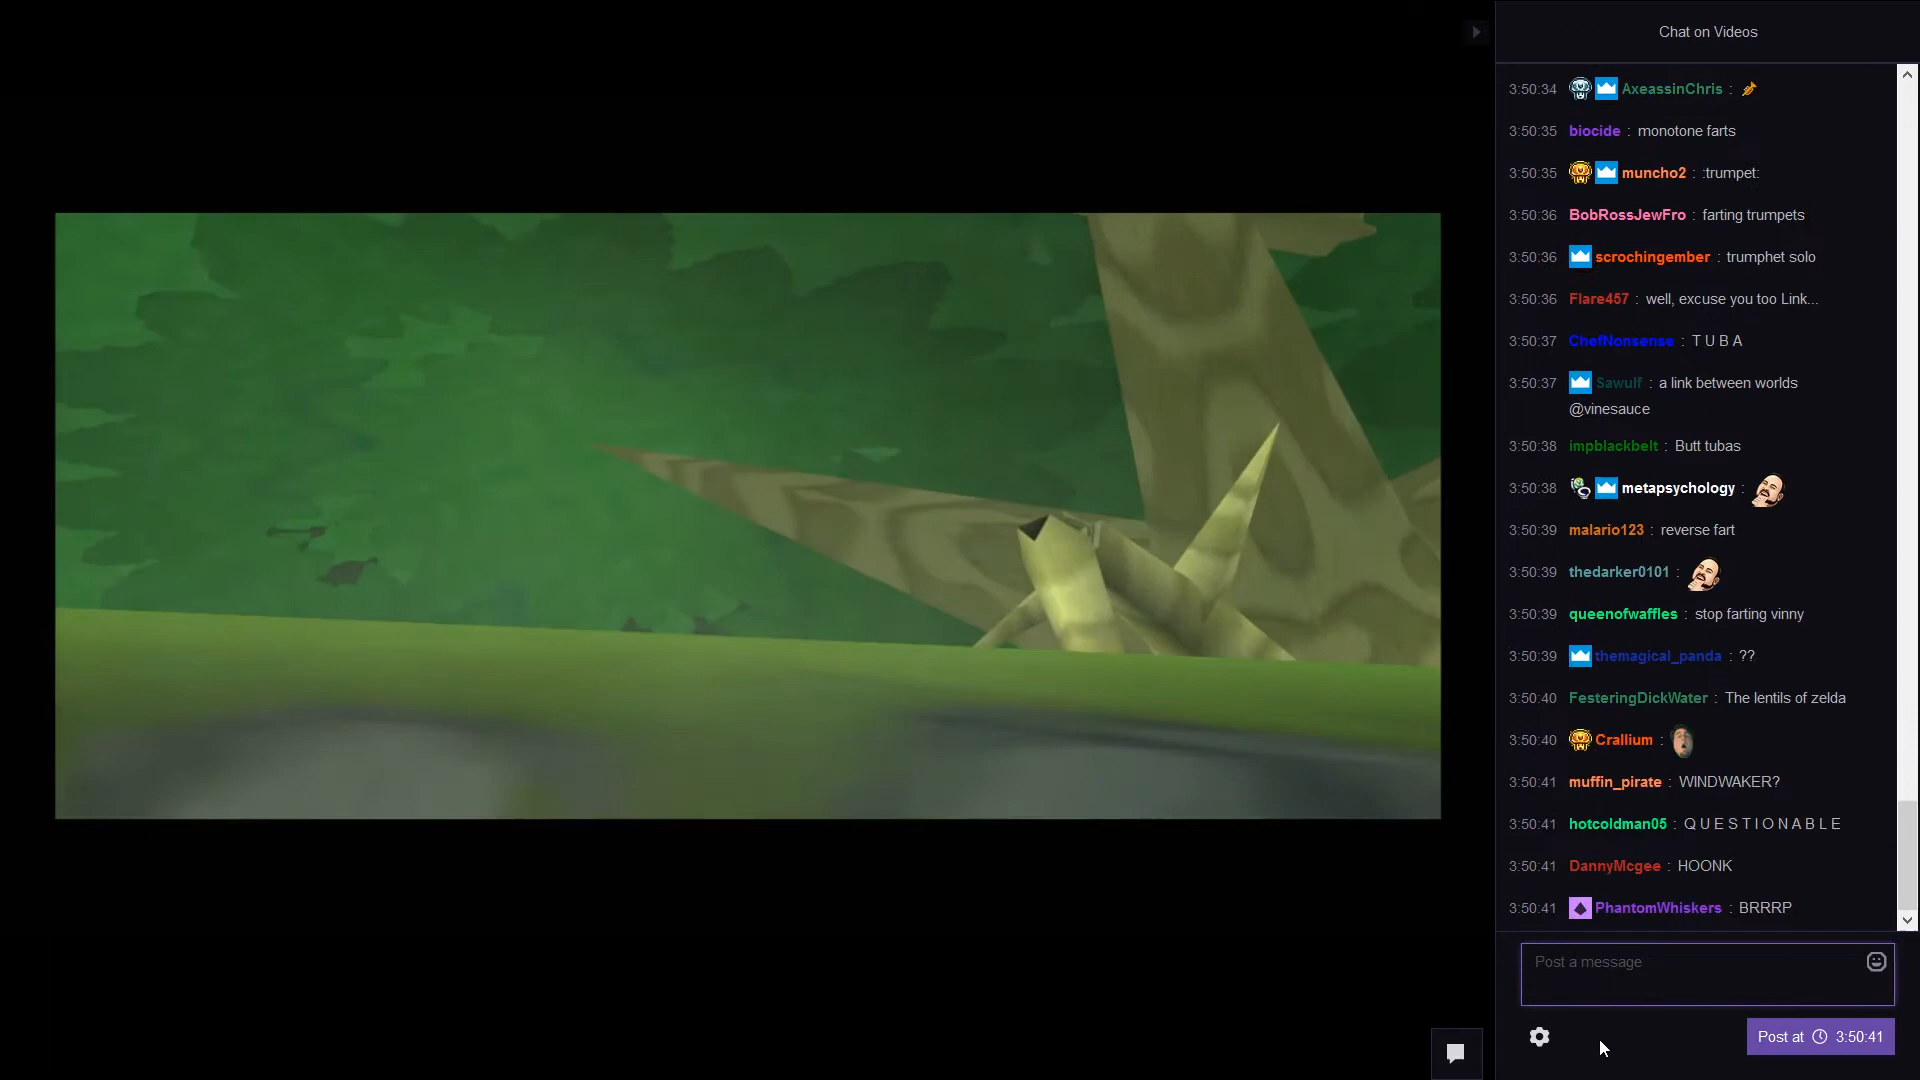 Chat on Videos
3:50:34 AxeassinChris :
3:50:35 biocide : monotone farts
3:50:35 muncho2 : :trumpet:
3:50:36 BobRossJewFro : farting trumpets
3:50:36 scrochingember : trumphet solo
3:50:36 Flare457 : well, excuse you too Link...
3:50:37 ChefNonsense : T U B A
3:50:37 Sawulf : a link between worlds
@vinesauce
3:50:38 impblackbelt : Butt tubas
3:50:38 metapsychology :
3:50:39 malario123 : reverse fart
3:50:39 thedarker0101 :
3:50:39 queenofwaffles : stop farting vinny
3:50:39 themagical_panda : ??
3:50:40 FesteringDickWater : The lentils of zelda
3:50:40 Crallium :
3:50:41 muffin_pirate : WINDWAKER?
3:50:41 hotcoldman05 : Q U E S T I O N A B L E
3:50:41 DannyMcgee : HOONK
3:50:41 PhantomWhiskers : BRRRP
Post a message
Post at 3:50:41